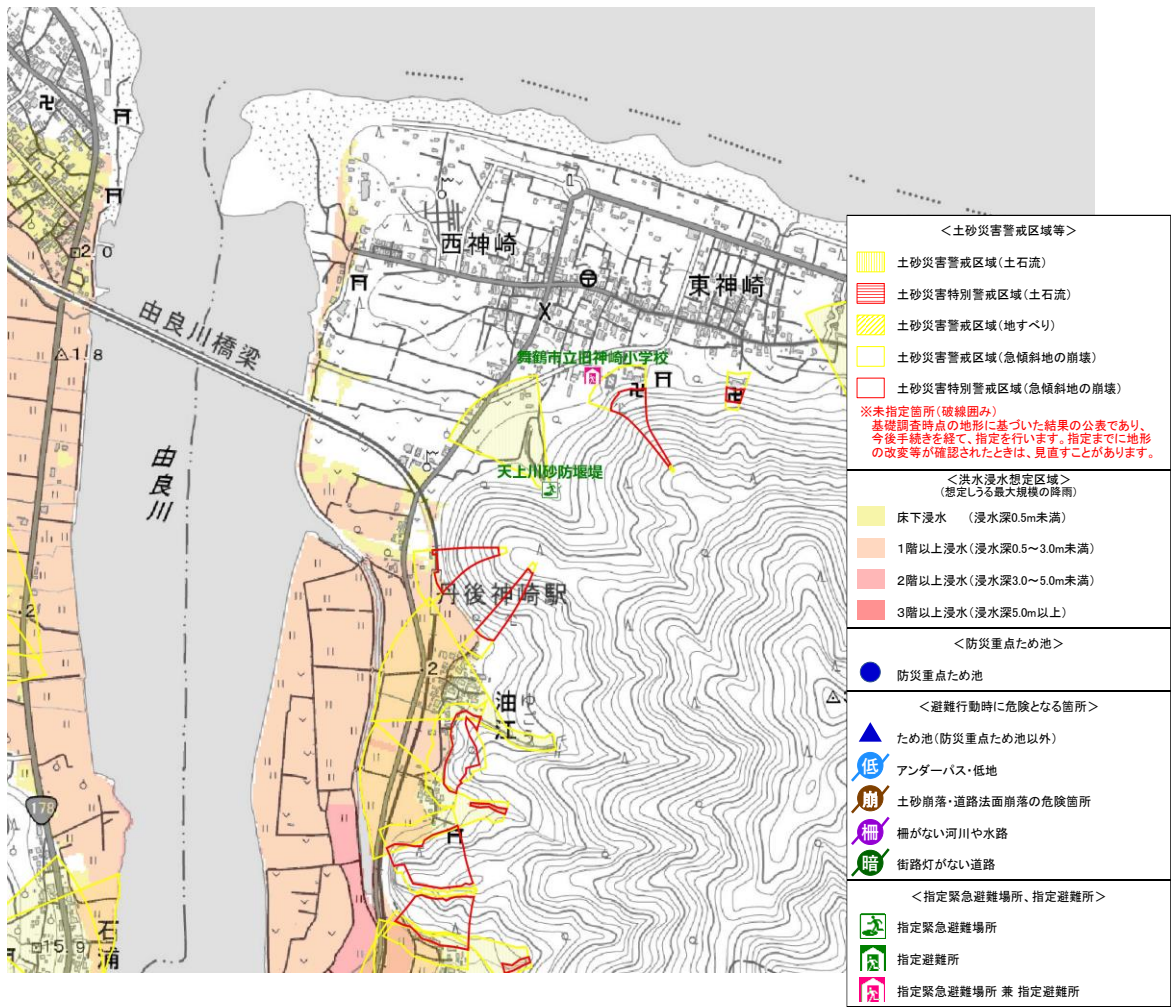 2.0
西神崎
東神崎
由良川橋梁
1.8
舞鶴市立旧神崎小学校
由良川
天上川砂防堰堤
丹後神崎駅
2
2
油江
ゆごう
178
石浦
15.9
<土砂災害警戒区域等>
土砂災害警戒区域(土石流)
土砂災害特別警戒区域(土石流)
土砂災害警戒区域(地すべり)
土砂災害警戒区域(急傾斜地の崩壊)
土砂災害特別警戒区域(急傾斜地の崩壊)
※未指定箇所(破線囲み)
基礎調査時点の地形に基づいた結果の公表であり、
今後手続きを経て、指定を行います。指定までに地形
の改変等が確認されたときは、見直すことがあります。
<洪水浸水想定区域>
(想定しうる最大規模の降雨)
床下浸水 (浸水深0.5m未満)
1階以上浸水(浸水深0.5~3.0m未満)
2階以上浸水(浸水深3.0~5.0m未満)
3階以上浸水(浸水深5.0m以上)
<防災重点ため池>
防災重点ため池
<避難行動時に危険となる箇所>
ため池(防災重点ため池以外)
低 アンダーパス・低地
崩 土砂崩落・道路法面崩落の危険箇所
柵 柵がない河川や水路
暗 街路灯がない道路
<指定緊急避難場所、指定避難所>
指定緊急避難場所
指定避難所
指定緊急避難場所 兼 指定避難所